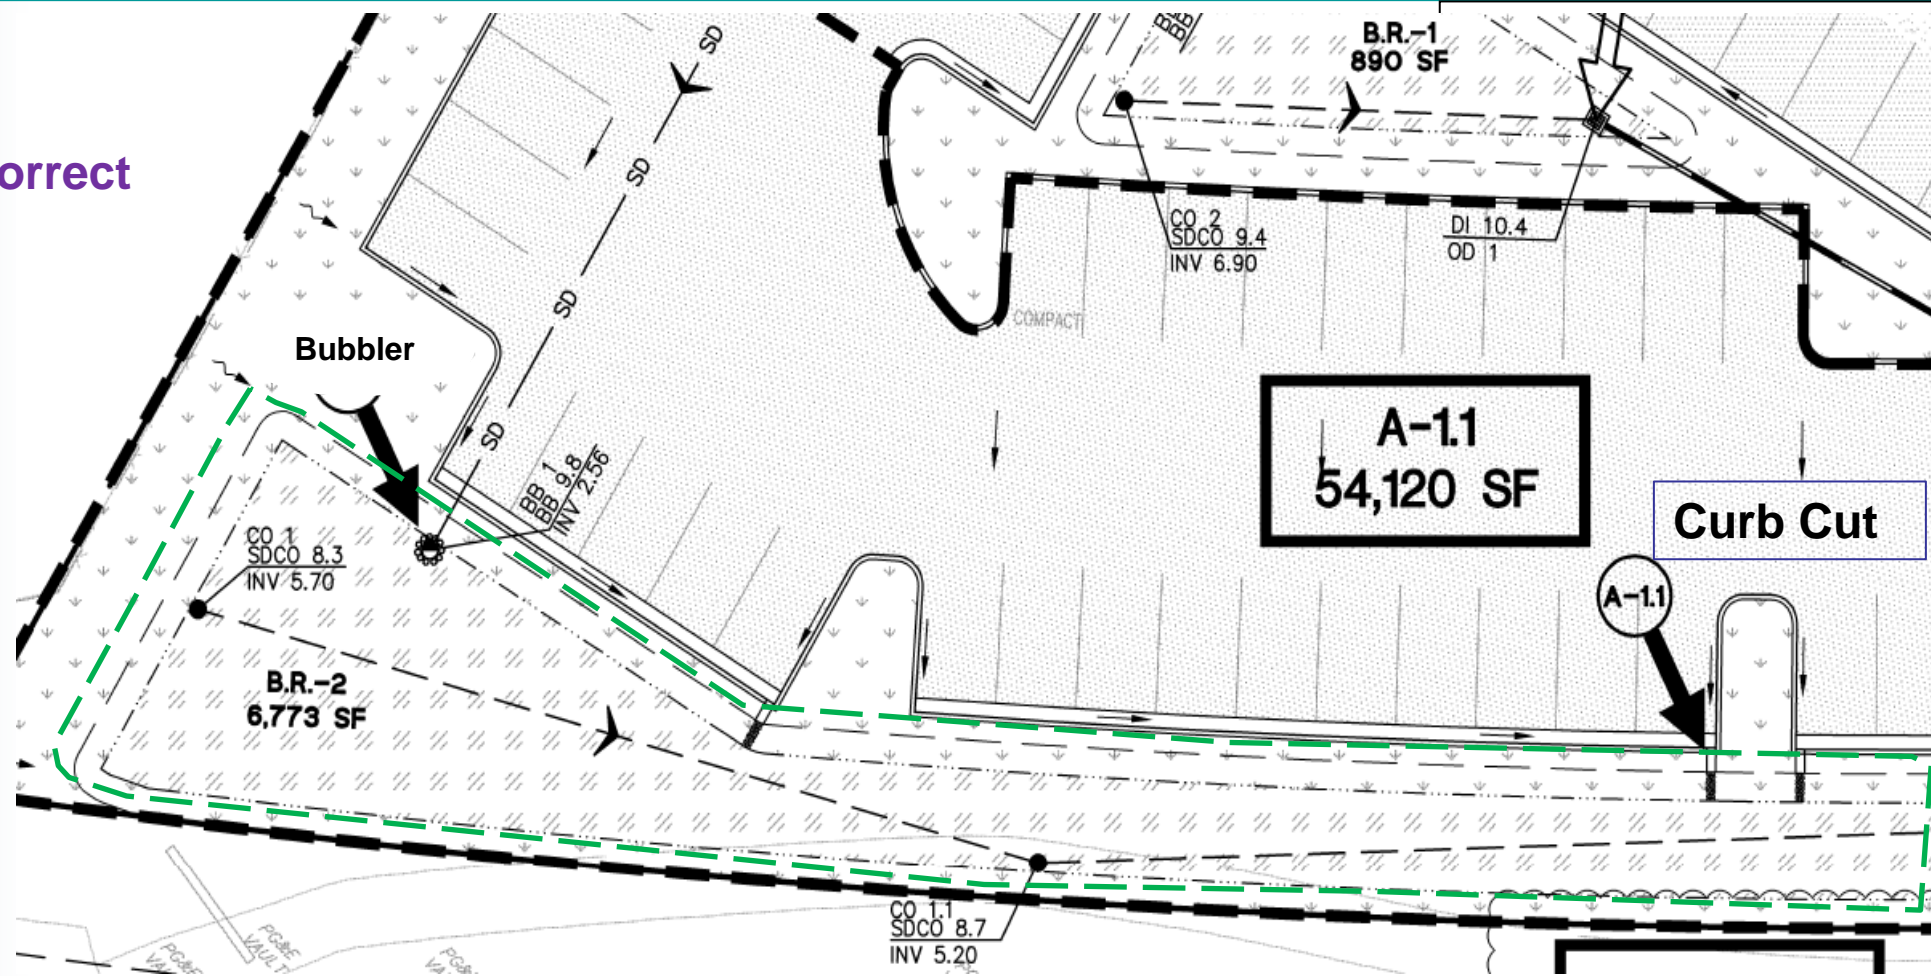 orrect
SD
SD
SD
SD
B.R.-1
890 SF
CO 2
SDCO 9.4
INV 6.90
DI 10.4
OD 1
COMPACT
Bubbler
BB 1
BB 9.8
INV 2.56
A-1.1
54,120 SF
Curb Cut
A-1.1
CO 1
SDCO 8.3
INV 5.70
B.R.-2
6,773 SF
CO 1.1
SDCO 8.7
INV 5.20
PG&E
VAULT
PG&E
PG&E